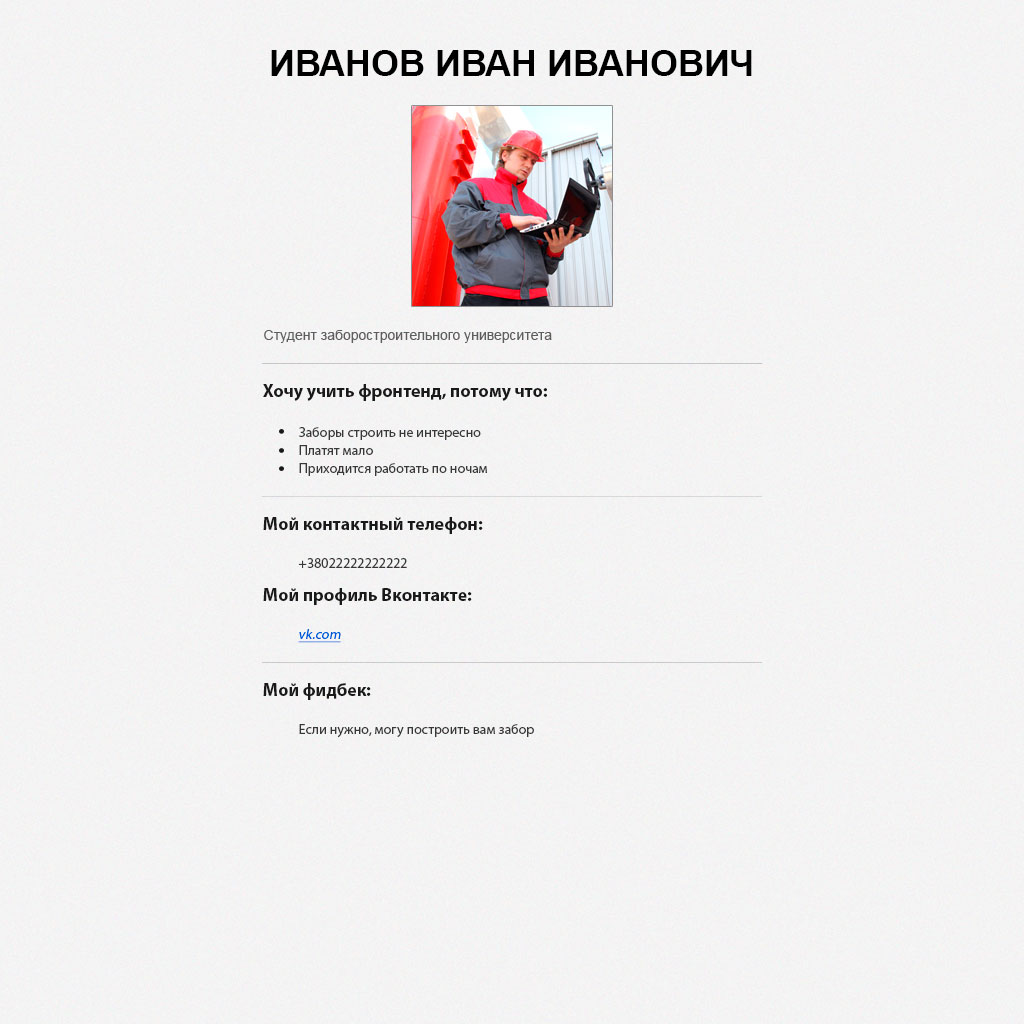 ИВАНОВ ИВАН ИВАНОВИЧ
Студент заборостроительного университета
Хочу учить фронтенд, потому что:
Заборы строить не интересно
Платят мало
Приходится работать по ночам
Мой контактный телефон:
+38022222222222
Мой профиль Вконтакте:
vk.com
Мой фидбек:
Если нужно, могу построить вам забор